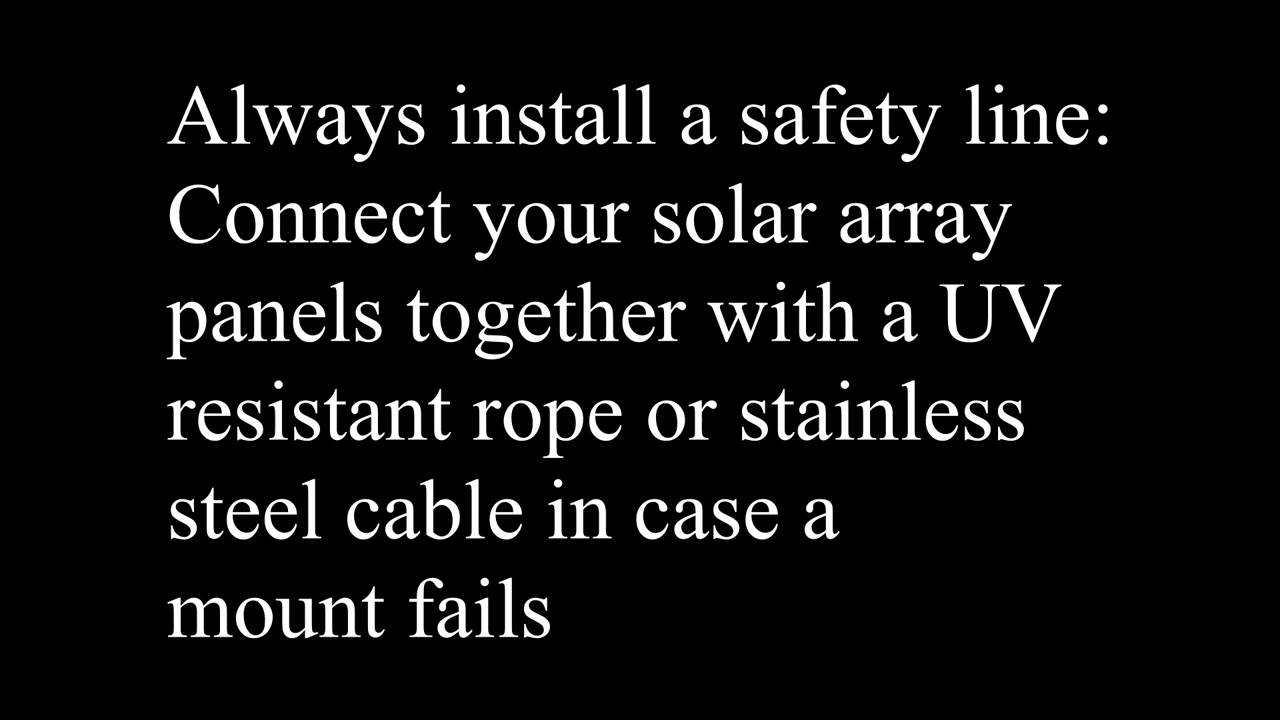 Always install a safety line:
Connect your solar array
panels together with a UV
resistant rope or stainless
steel cable in case a
mount fails